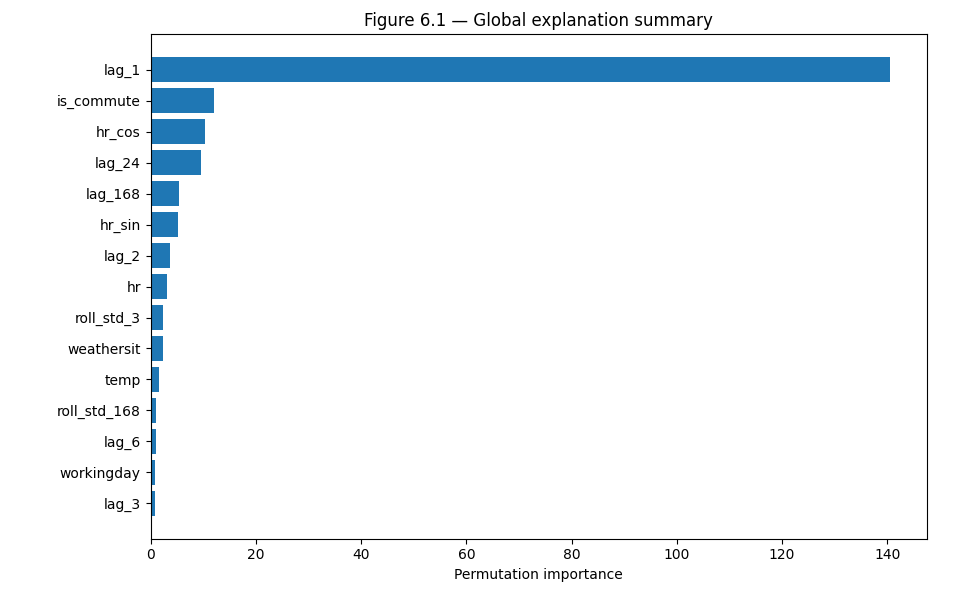 Figure 6.1 — Global explanation summary
lag_1
is_commute
hr_cos
lag_24
lag_168
hr_sin
lag_2
hr
roll_std_3
weathersit
temp
roll_std_168
lag_6
workingday
lag_3
0 20 40 60 80 100 120 140
Permutation importance